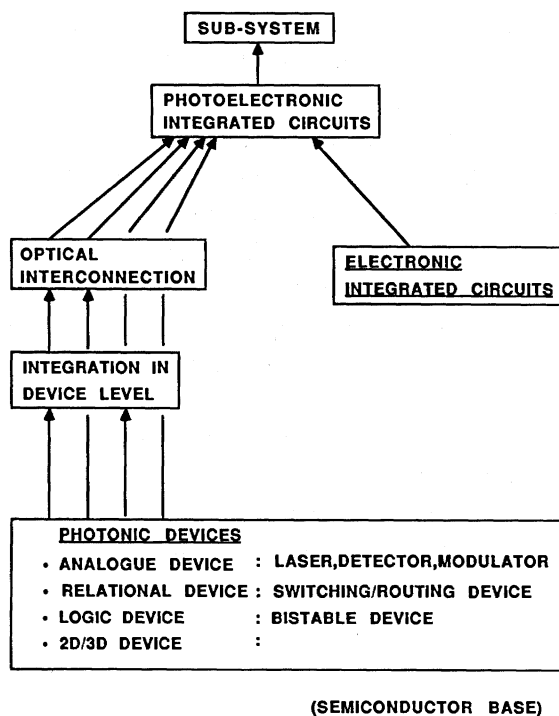 SUB-SYSTEM
PHOTOELECTRONIC
INTEGRATED CIRCUITS
OPTICAL
INTERCONNECTION
ELECTRONIC
INTEGRATED CIRCUITS
INTEGRATION IN
DEVICE LEVEL
PHOTONIC DEVICES
• ANALOGUE DEVICE : LASER,DETECTOR,MODULATOR
• RELATIONAL DEVICE : SWITCHING/ROUTING DEVICE
• LOGIC DEVICE : BISTABLE DEVICE
• 2D/3D DEVICE :
(SEMICONDUCTOR BASE)